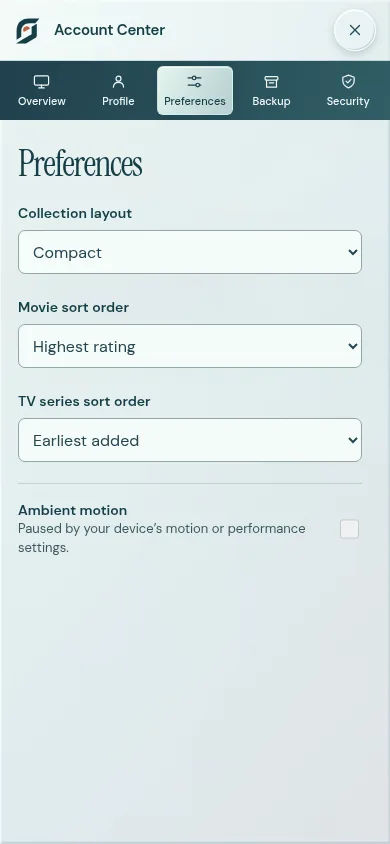 Account Center
Overview
Profile
Preferences
Backup
Security
Preferences
Collection layout
Compact
Movie sort order
Highest rating
TV series sort order
Earliest added
Ambient motion
Paused by your device’s motion or performance
settings.